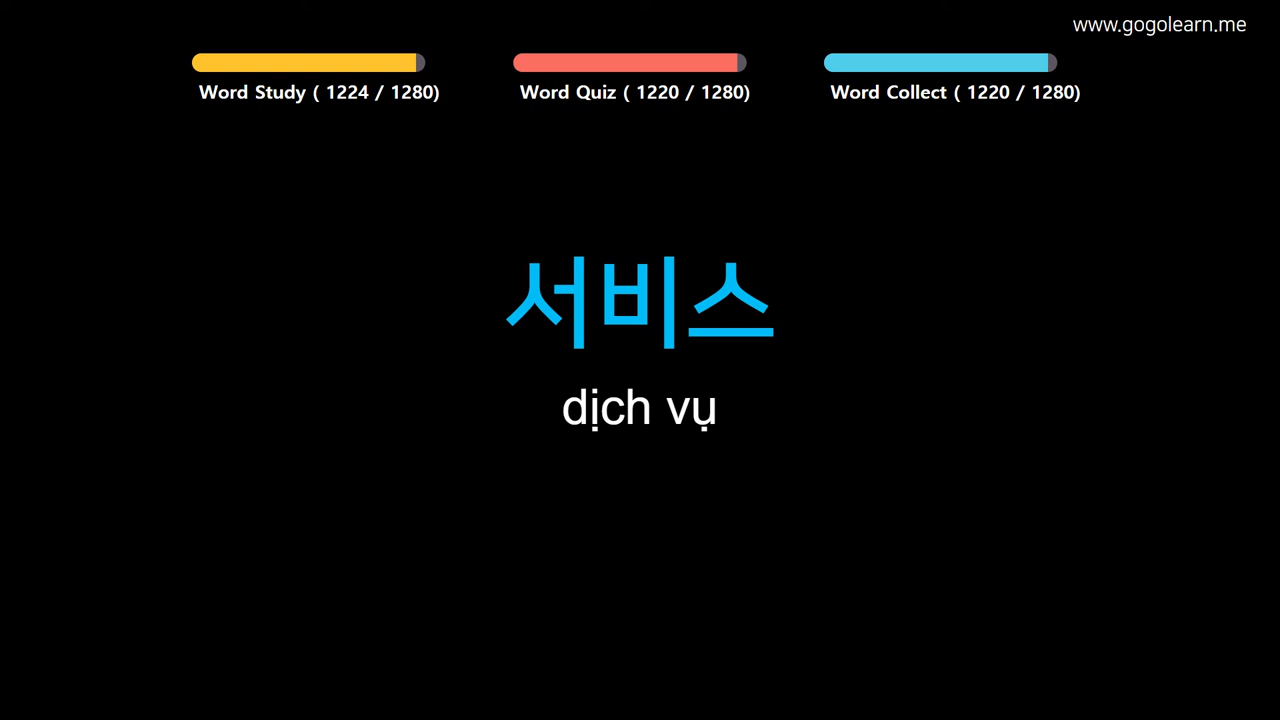 www.gogolearn.me
Word Study ( 1224 / 1280)
Word Quiz ( 1220 / 1280)
Word Collect ( 1220 / 1280)
서비스
dịch vụ